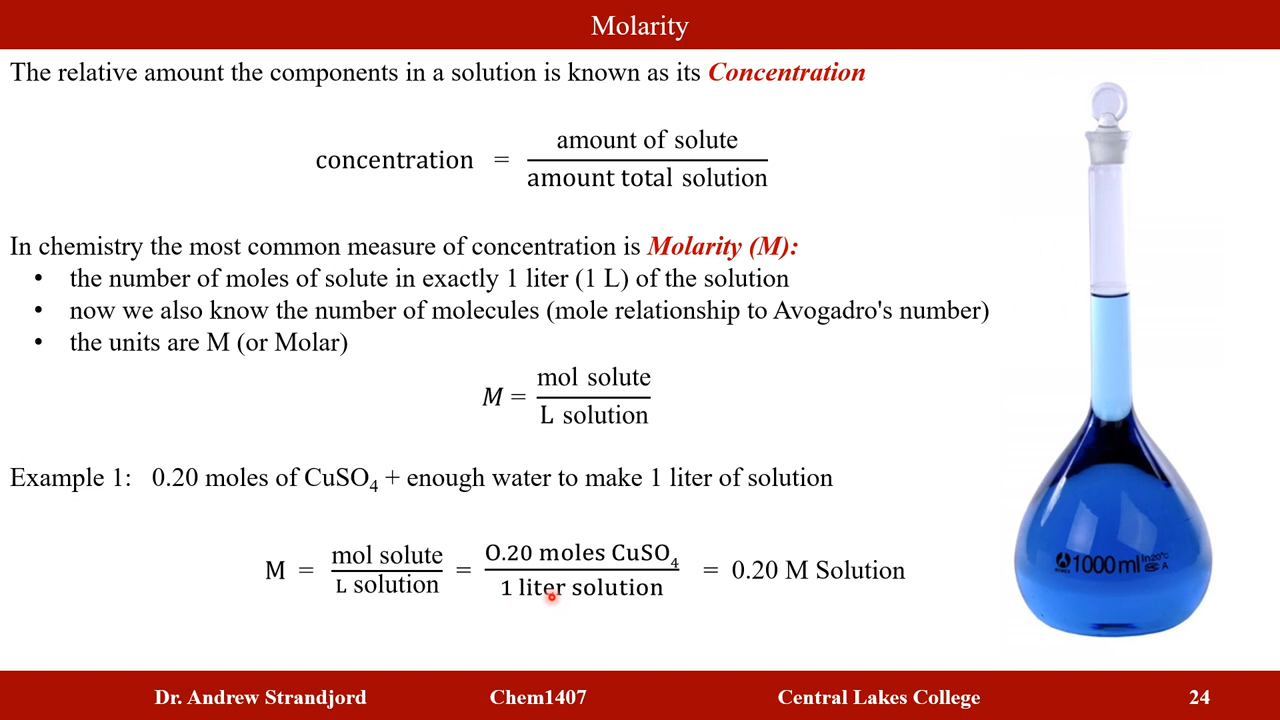 Molarity
The relative amount the components in a solution is known as its Concentration
concentration = amount of solute / amount total solution
In chemistry the most common measure of concentration is Molarity (M):
• the number of moles of solute in exactly 1 liter (1 L) of the solution
• now we also know the number of molecules (mole relationship to Avogadro's number)
• the units are M (or Molar)
M = mol solute / L solution
Example 1: 0.20 moles of CuSO₄ + enough water to make 1 liter of solution
M = mol solute / L solution = O.20 moles CuSO₄ / 1 liter solution = 0.20 M Solution
1000ml In20°C
A
Dr. Andrew Strandjord Chem1407 Central Lakes College 24